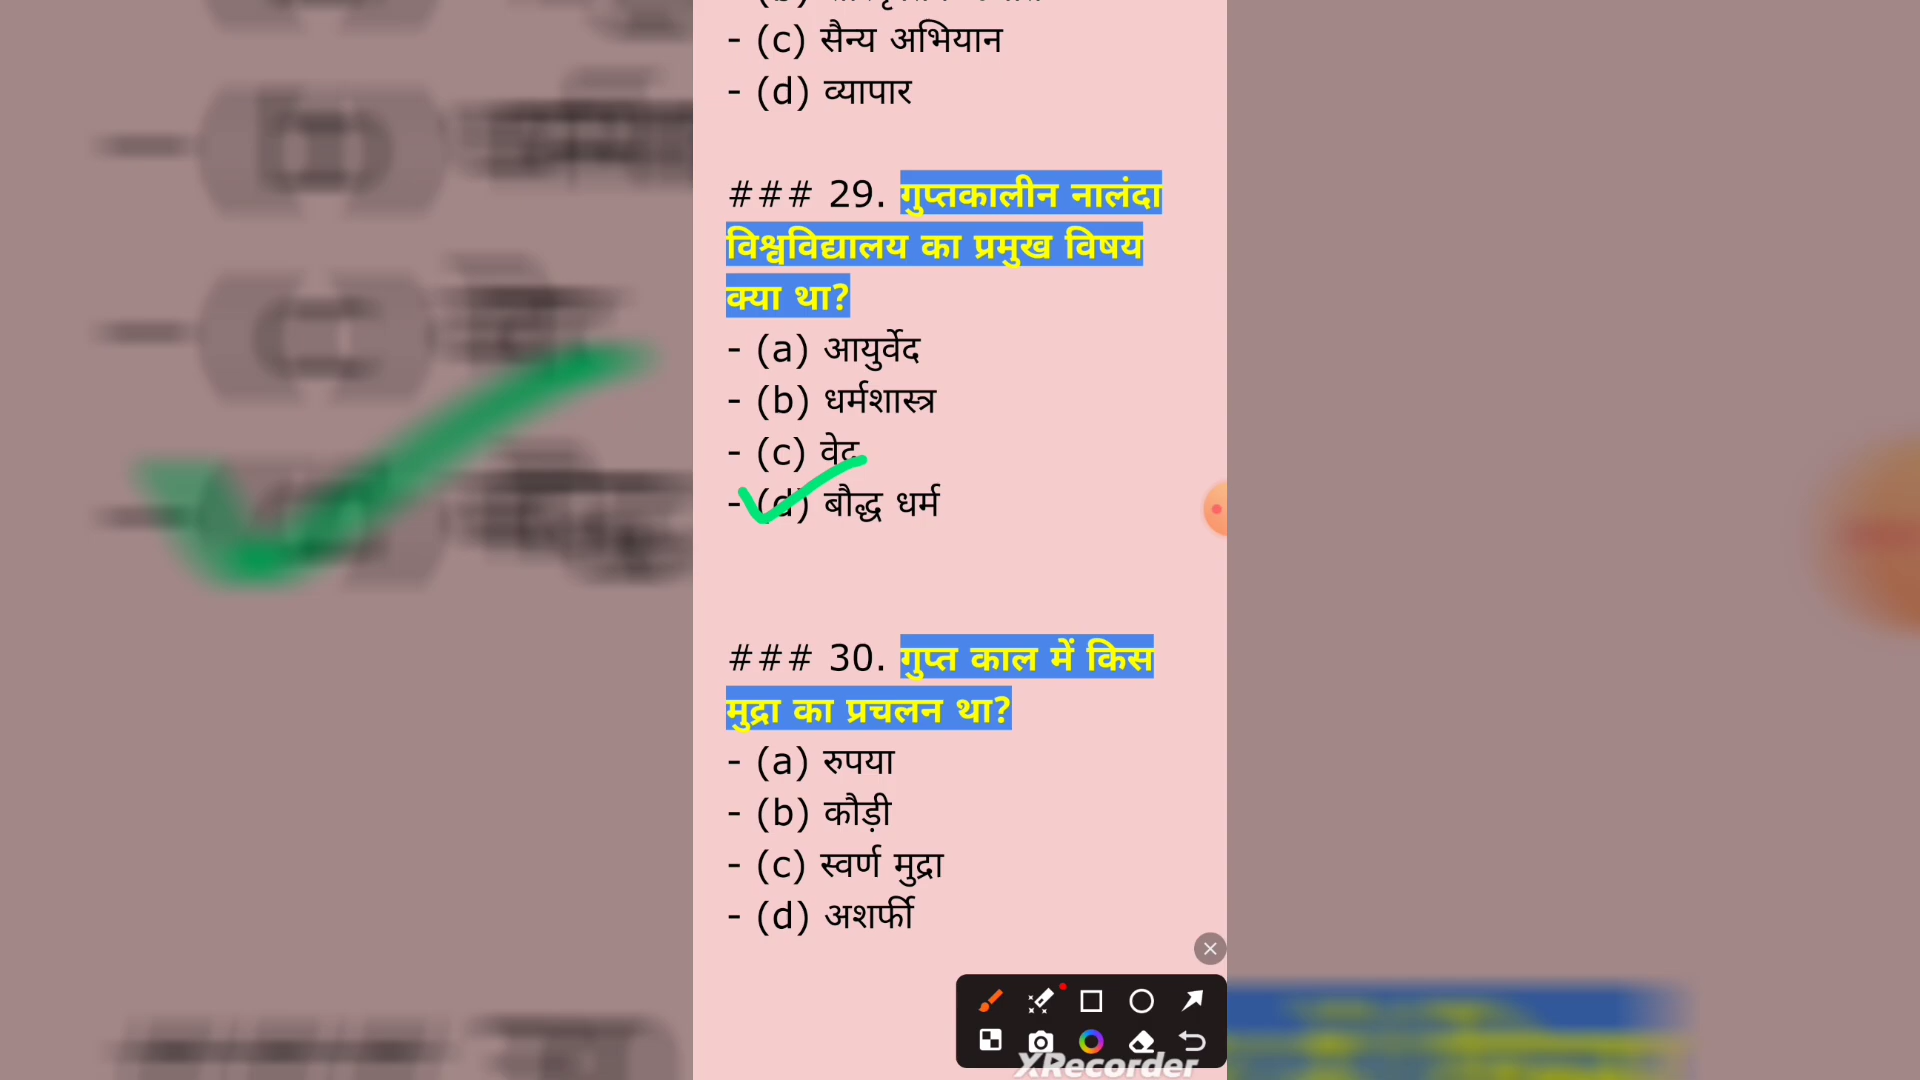 - (c) सैन्य अभियान
- (d) व्यापार
### 29. गुप्तकालीन नालंदा
विश्वविद्यालय का प्रमुख विषय
क्या था?
- (a) आयुर्वेद
- (b) धर्मशास्त्र
- (c) वेद
- (d) बौद्ध धर्म
### 30. गुप्त काल में किस
मुद्रा का प्रचलन था?
- (a) रुपया
- (b) कौड़ी
- (c) स्वर्ण मुद्रा
- (d) अशर्फी
XRecorder